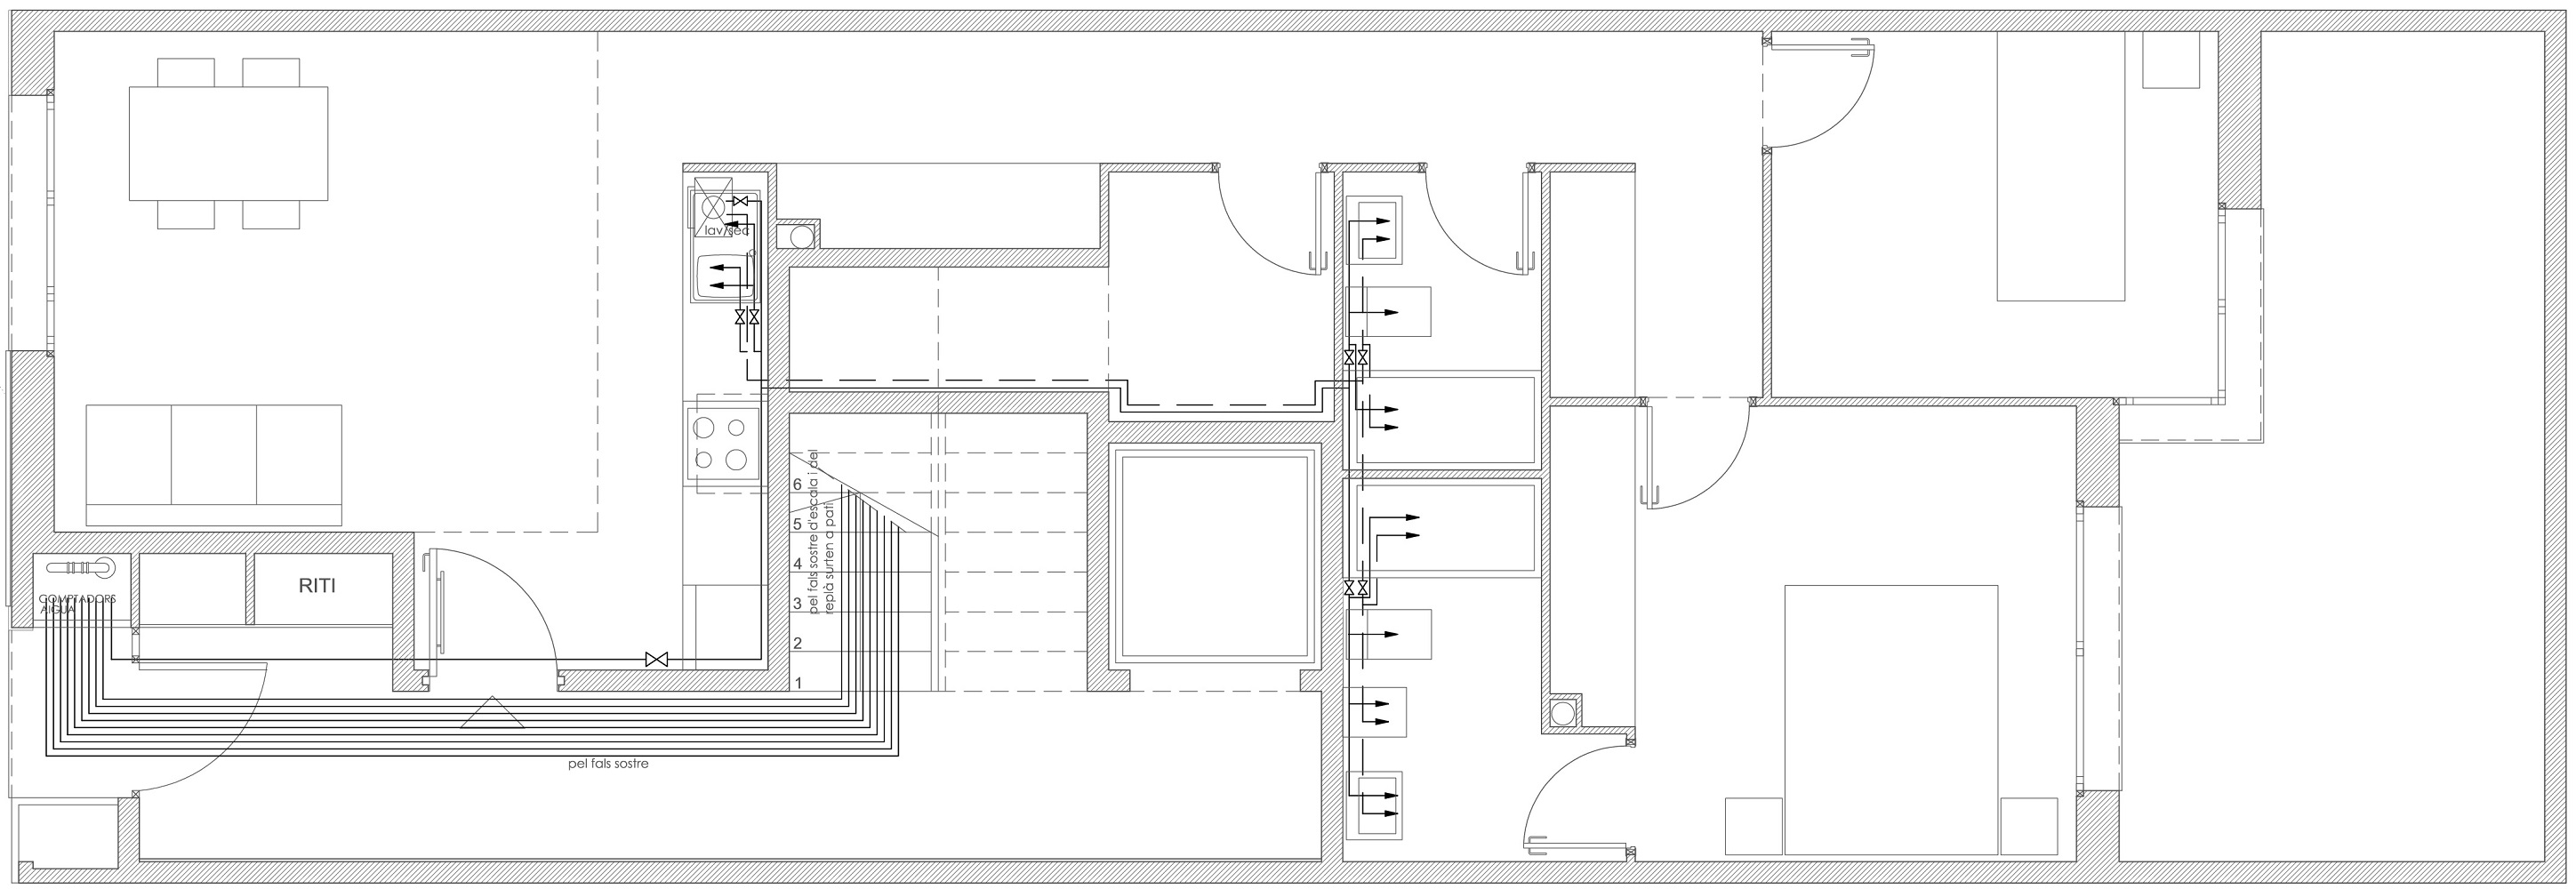 lav/sec
pel fals sostre d'escala i del
replà surten a pati
6
5
4
3
2
1
RITI
COMPTADORS
AIGUA
pel fals sostre